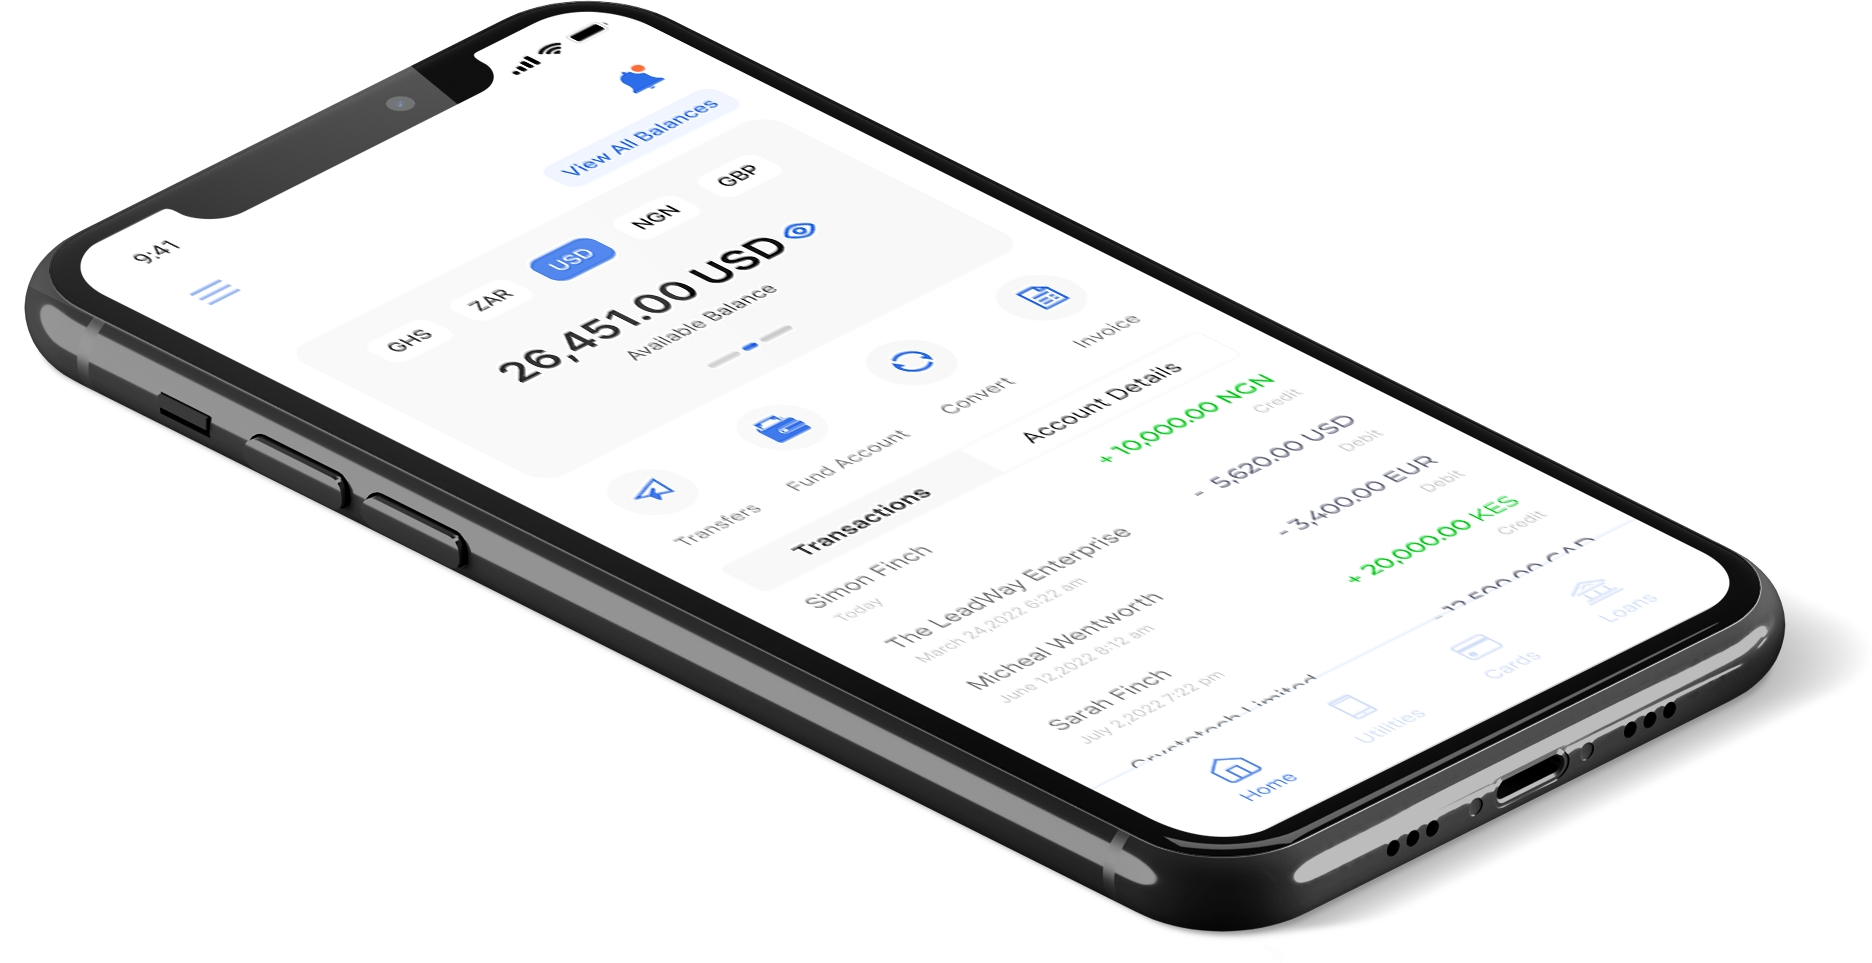 9:41
View All Balances
GHS ZAR USD NGN GBP
26,451.00 USD
Available Balance
Transfers Fund Account Convert Invoice
Transactions Account Details
Simon Finch + 10,000.00 NGN
Today Credit
The LeadWay Enterprise - 5,620.00 USD
March 24,2022 6:22 am Debit
Micheal Wentworth - 3,400.00 EUR
June 12,2022 8:12 am Debit
Sarah Finch + 20,000.00 KES
July 2,2022 7:22 pm Credit
Limited CAD
Home Utilities Cards Loans